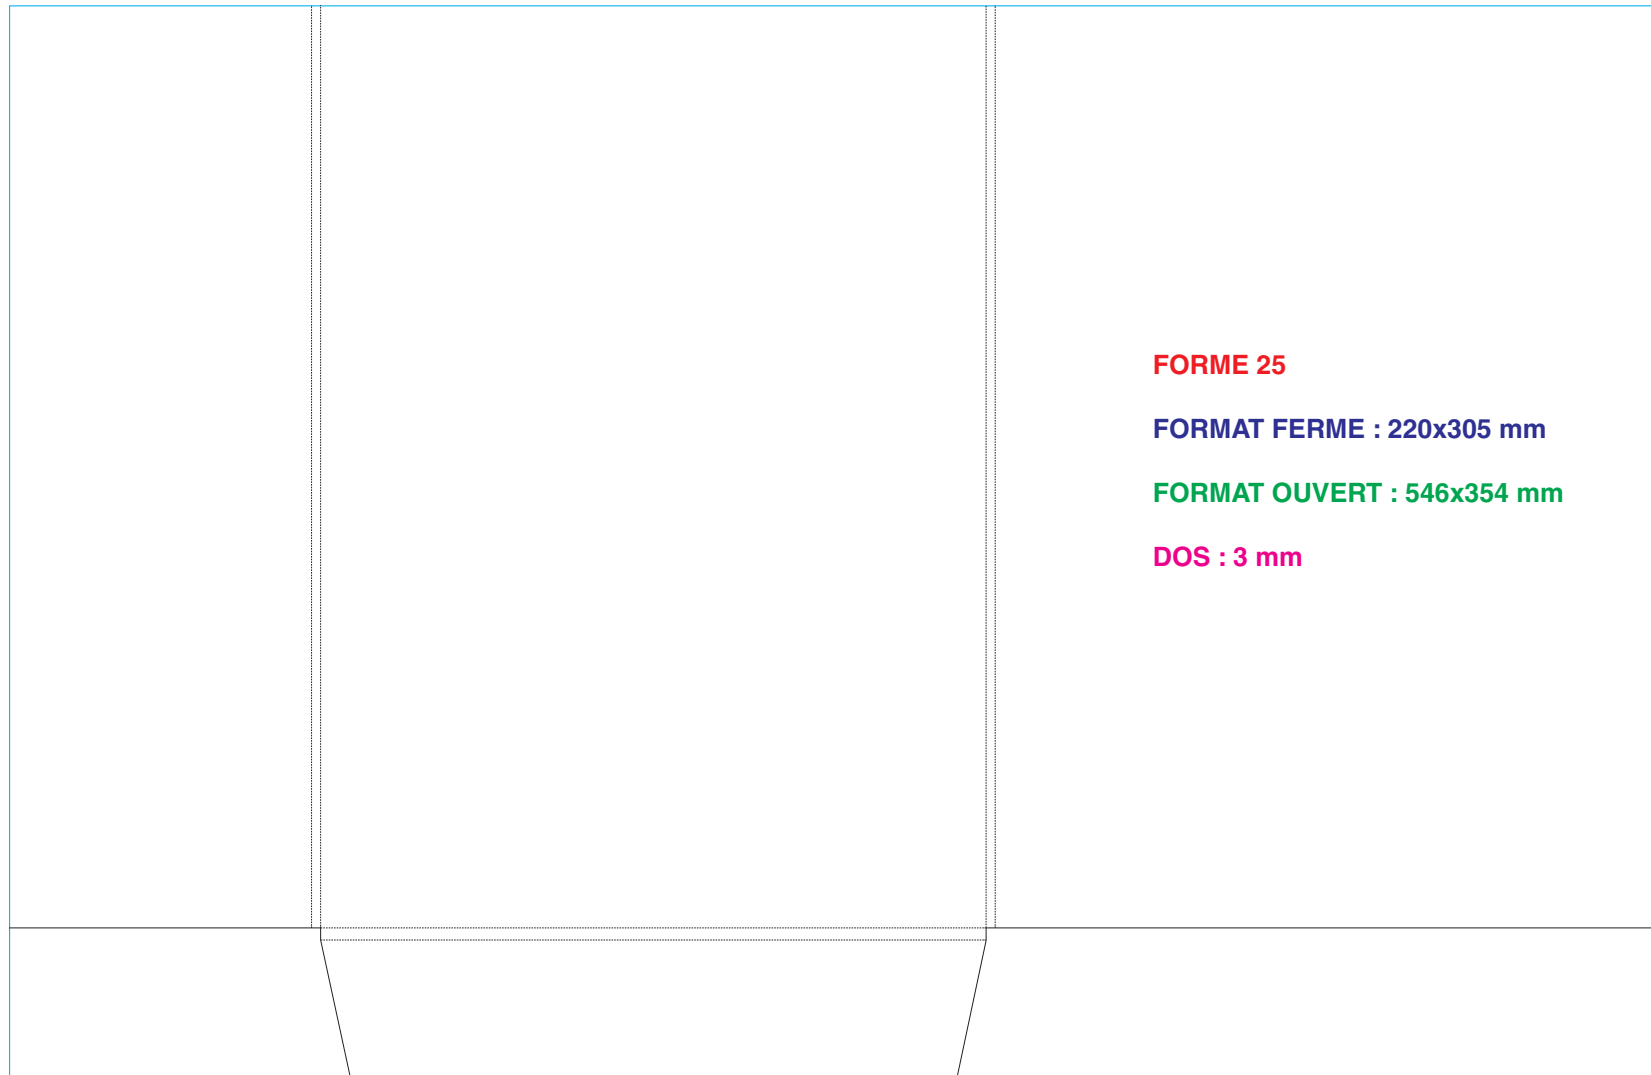 FORME 25
FORMAT FERME : 220x305 mm
FORMAT OUVERT : 546x354 mm
DOS : 3 mm